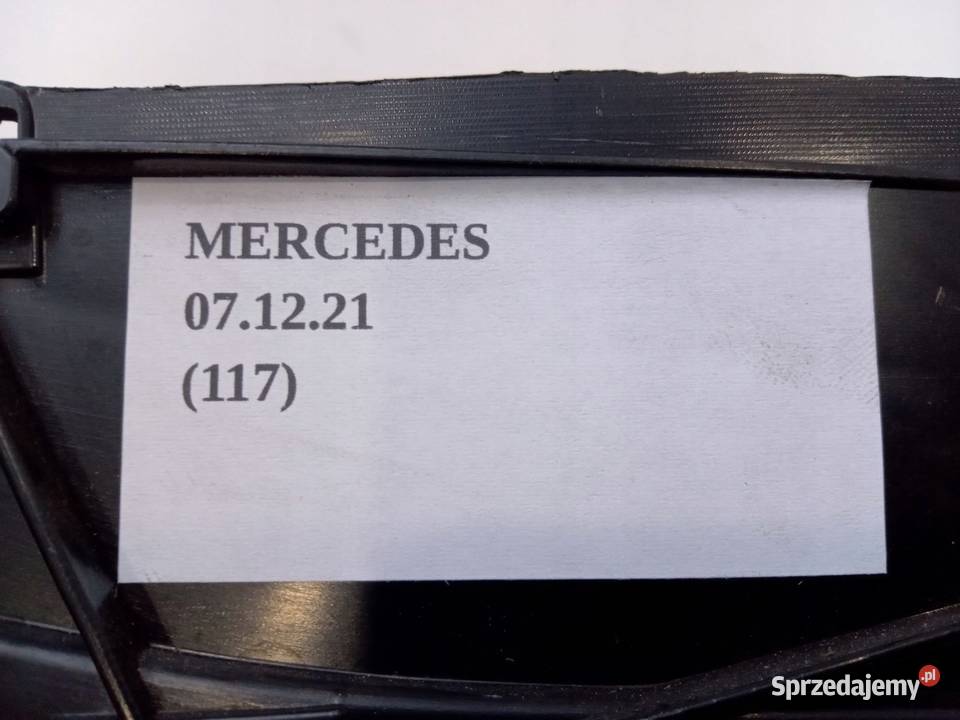 MERCEDES
07.12.21
(117)
Sprzedajemy.pl